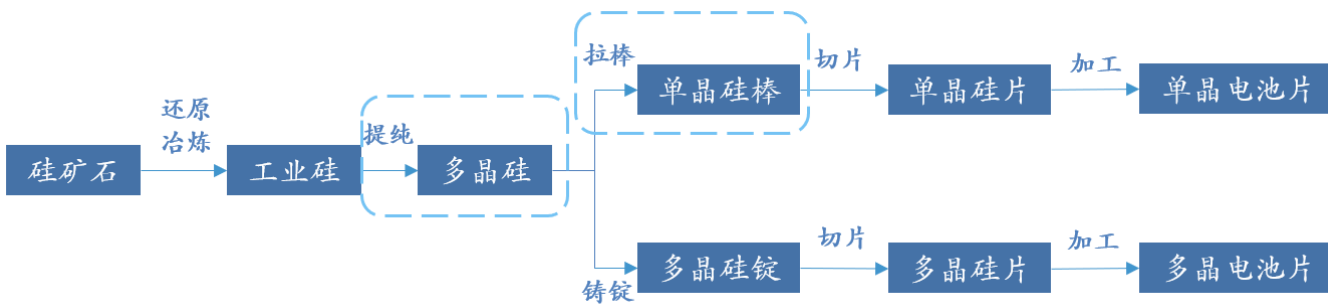 拉棒
单晶硅棒
切片
单晶硅片
加工
单晶电池片
还原
冶炼
提纯
硅矿石
工业硅
多晶硅
铸锭
多晶硅锭
切片
多晶硅片
加工
多晶电池片